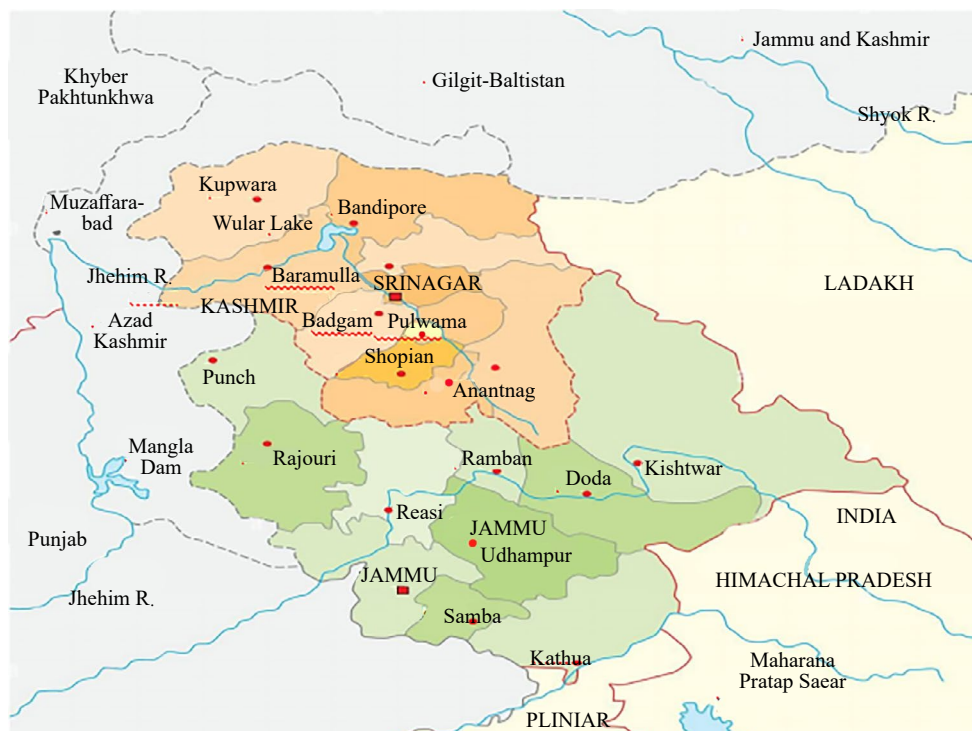 Jammu and Kashmir
Khyber
Pakhtunkhwa
Gilgit-Baltistan
Shyok R.
Kupwara
Muzaffara-
bad
Wular Lake
Bandipore
Jhehim R.
Baramulla
SRINAGAR
LADAKH
KASHMIR
Azad
Kashmir
Badgam
Pulwama
Shopian
Punch
Anantnag
Mangla
Dam
Rajouri
Ramban
Doda
Kishtwar
Reasi
INDIA
Punjab
JAMMU
Udhampur
JAMMU
HIMACHAL PRADESH
Jhehim R.
Samba
Kathua
Maharana
Pratap Saear
PLINIAR